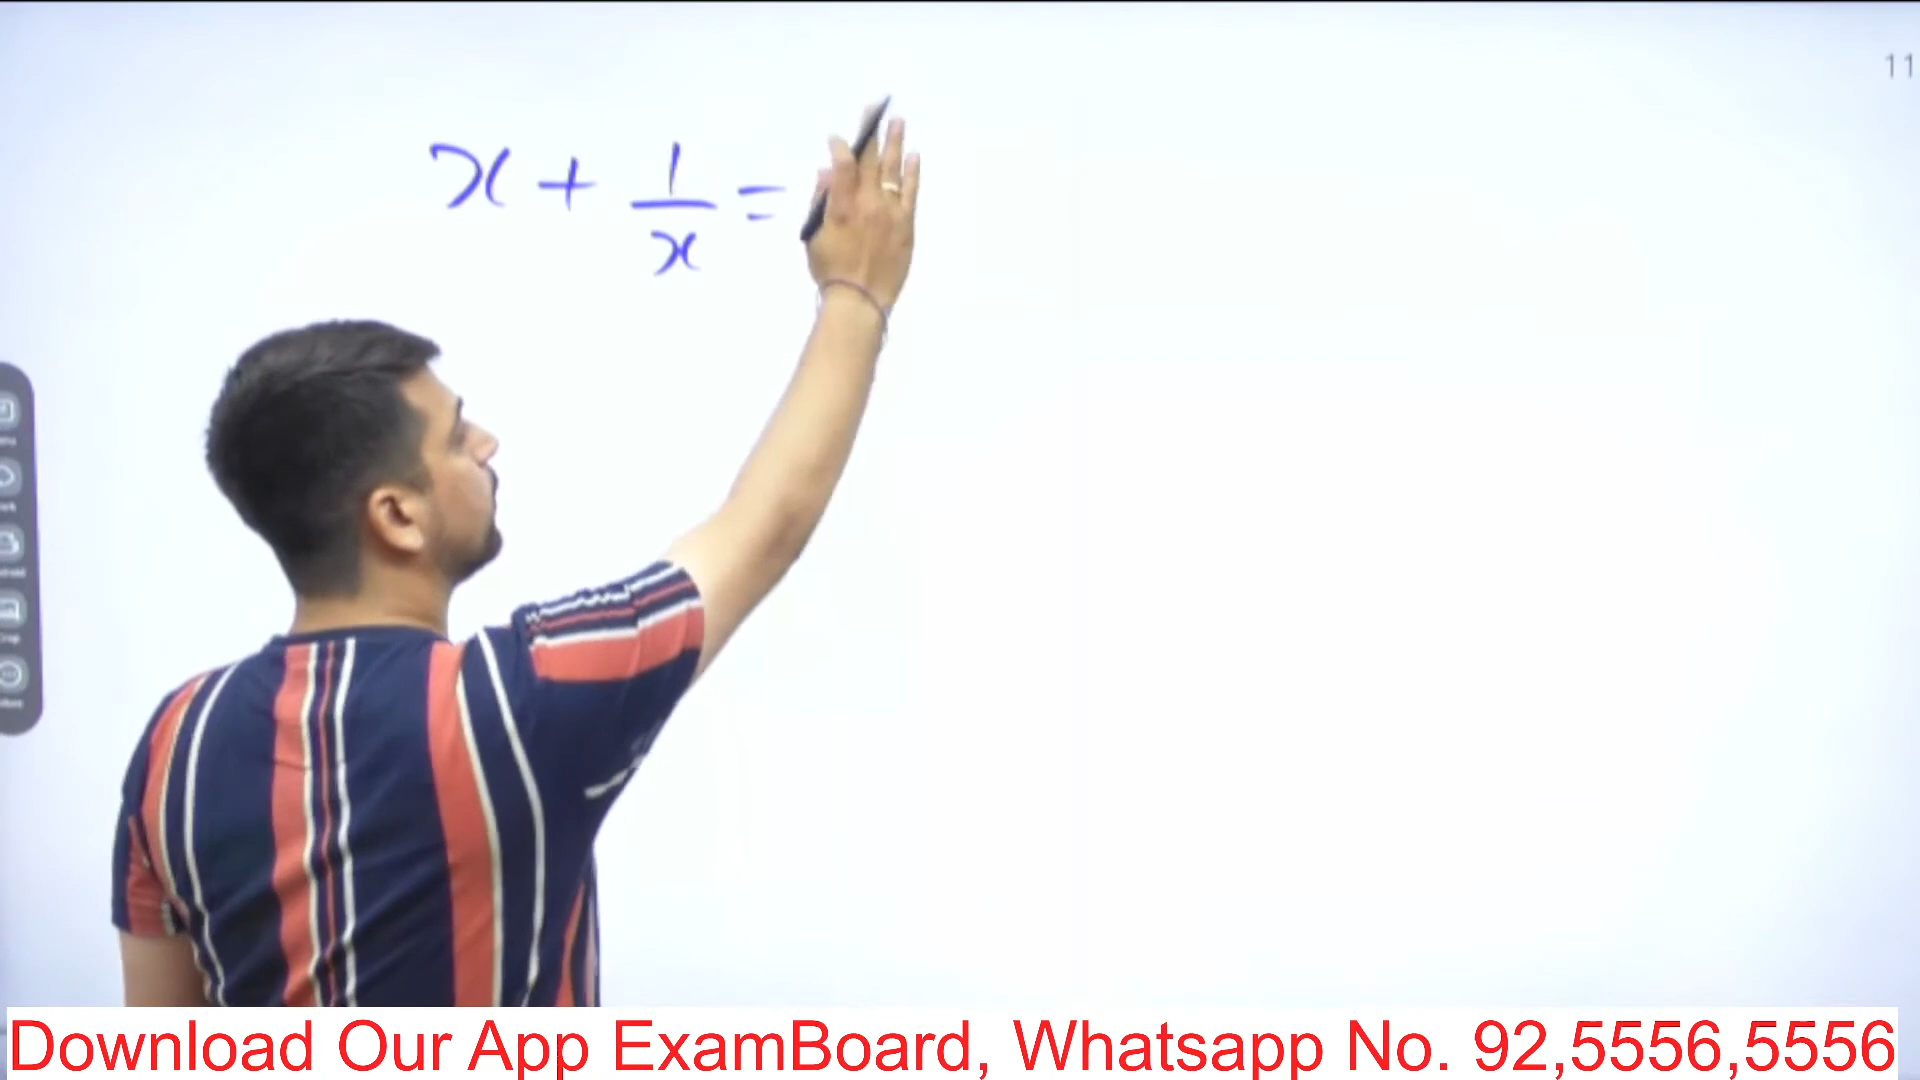 11
x + 1/x =
Download Our App ExamBoard, Whatsapp No. 92,5556,5556